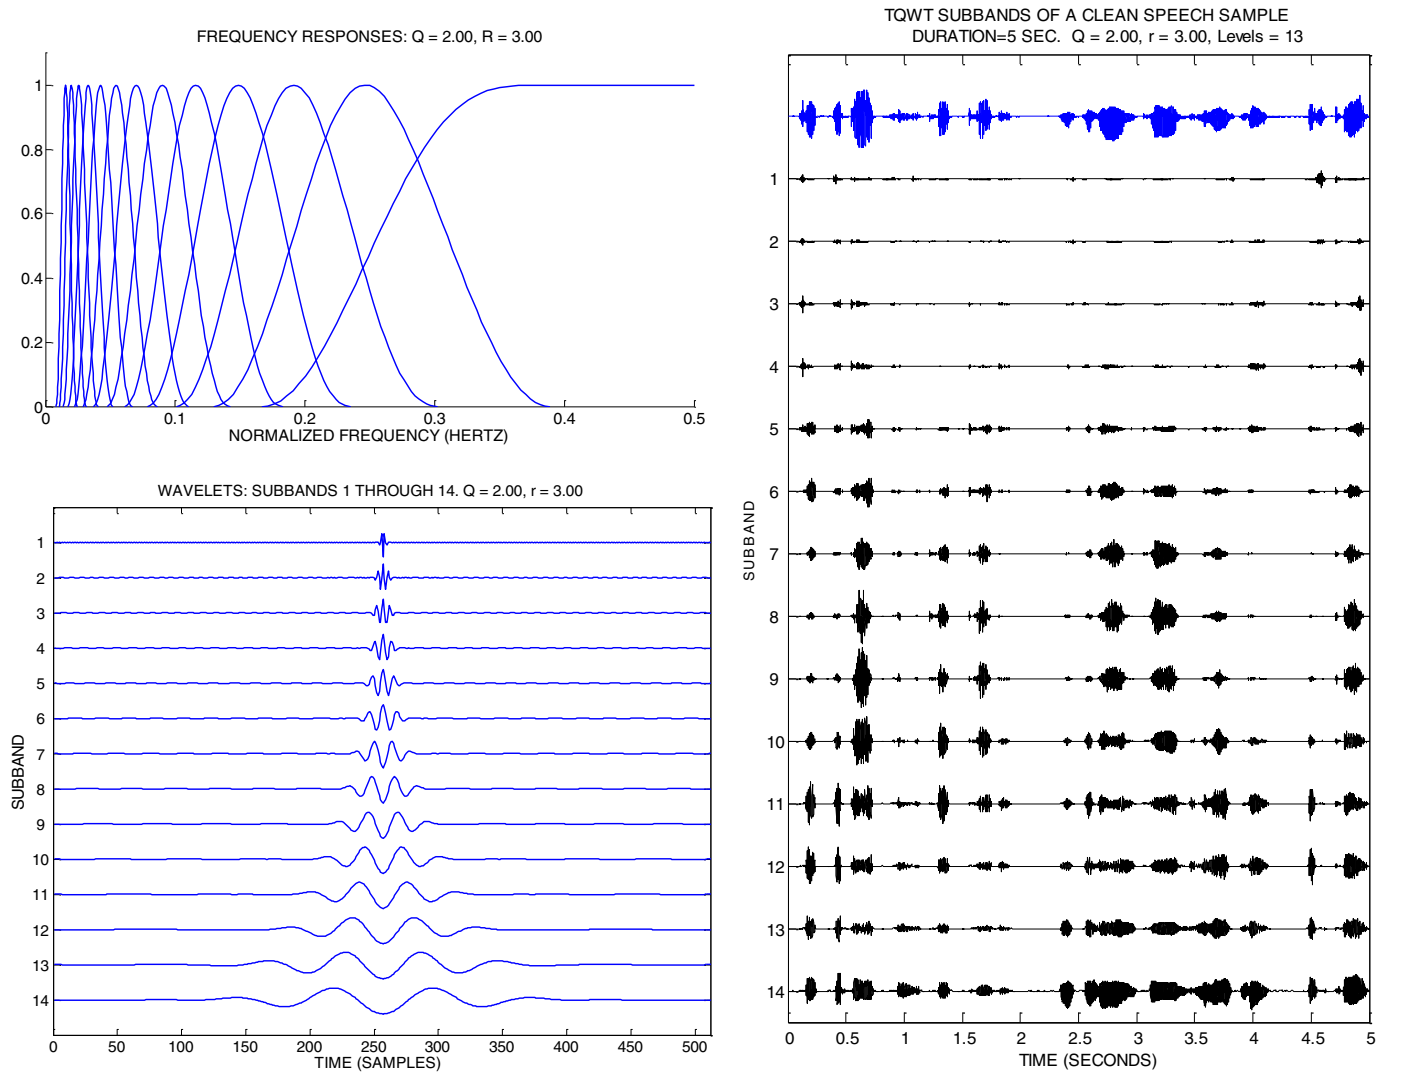 FREQUENCY RESPONSES: Q = 2.00, R = 3.00
1
0.8
0.6
0.4
0.2
0
0 0.1 0.2 0.3 0.4 0.5
NORMALIZED FREQUENCY (HERTZ)
WAVELETS: SUBBANDS 1 THROUGH 14. Q = 2.00, r = 3.00
SUBBAND
1
2
3
4
5
6
7
8
9
10
11
12
13
14
0 50 100 150 200 250 300 350 400 450 500
TIME (SAMPLES)
TQWT SUBBANDS OF A CLEAN SPEECH SAMPLE
DURATION=5 SEC. Q = 2.00, r = 3.00, Levels = 13
SUBBAND
1
2
3
4
5
6
7
8
9
10
11
12
13
14
0 0.5 1 1.5 2 2.5 3 3.5 4 4.5 5
TIME (SECONDS)